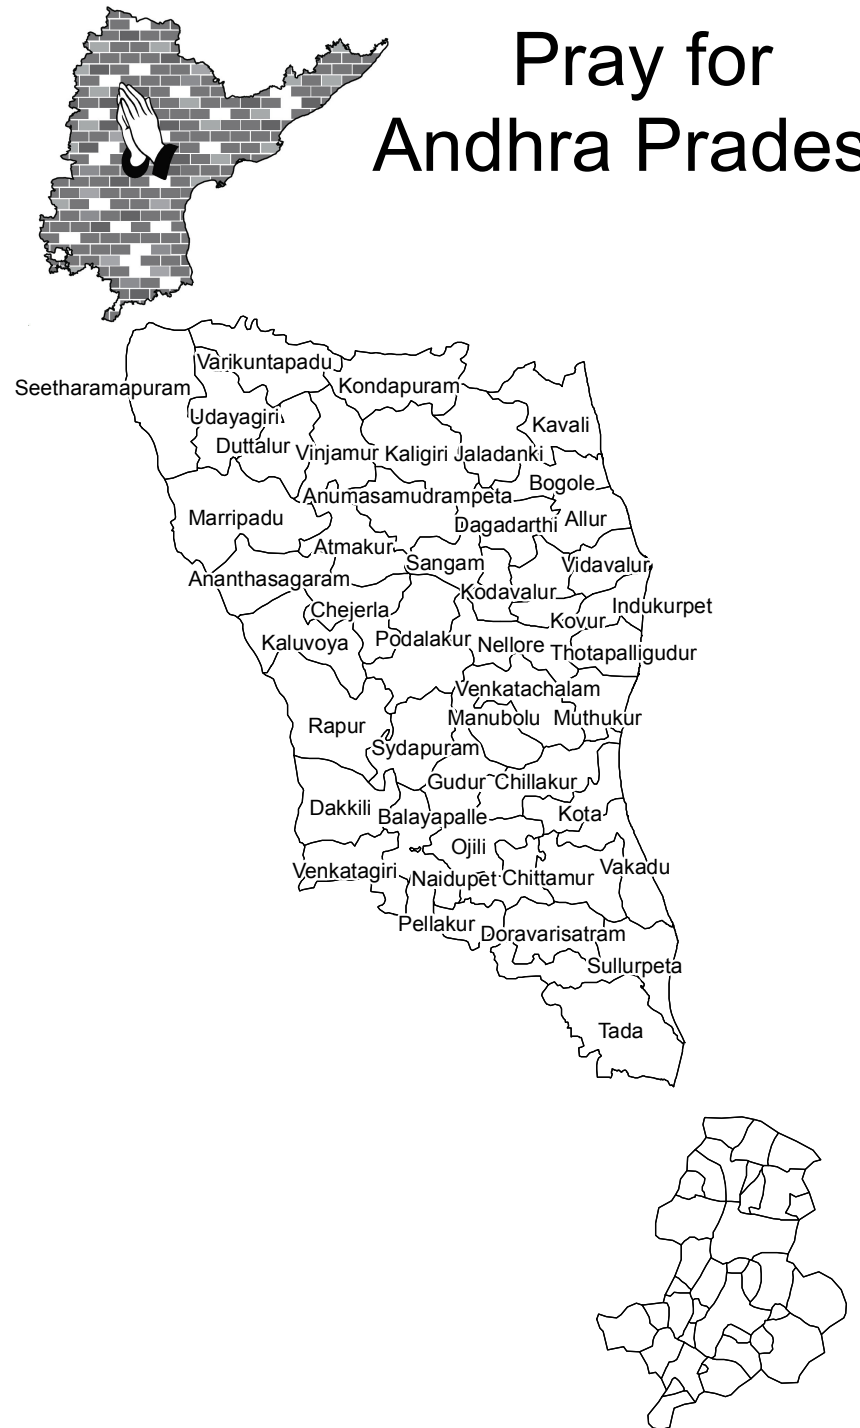 Pray for
Andhra Prades
Varikuntapadu
Seetharamapuram
Kondapuram
Udayagiri
Kavali
Duttalur
Vinjamur
Kaligiri
Jaladanki
Bogole
Anumasamudrampeta
Marripadu
Dagadarthi
Allur
Atmakur
Sangam
Vidavalur
Ananthasagaram
Kodavalur
Chejerla
Indukurpet
Kovur
Kaluvoya
Podalakur
Nellore
Thotapalligudur
Venkatachalam
Rapur
Manubolu
Muthukur
Sydapuram
Gudur
Chillakur
Dakkili
Balayapalle
Kota
Ojili
Venkatagiri
Naidupet
Chittamur
Vakadu
Pellakur
Doravarisatram
Sullurpeta
Tada